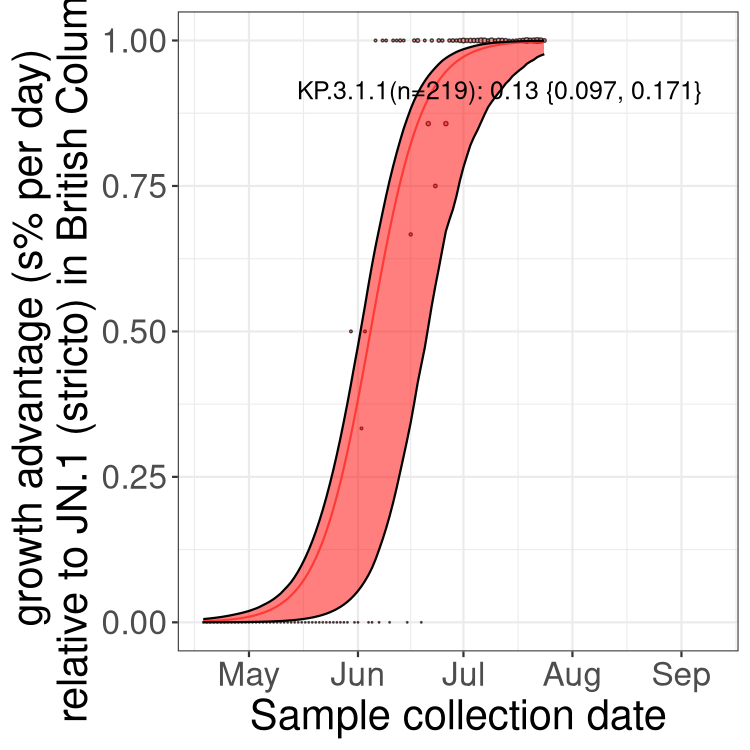 growth advantage (s% per day)
relative to JN.1 (stricto) in British Colum
1.00
0.75
0.50
0.25
0.00
KP.3.1.1(n=219): 0.13 {0.097, 0.171}
May Jun Jul Aug Sep
Sample collection date